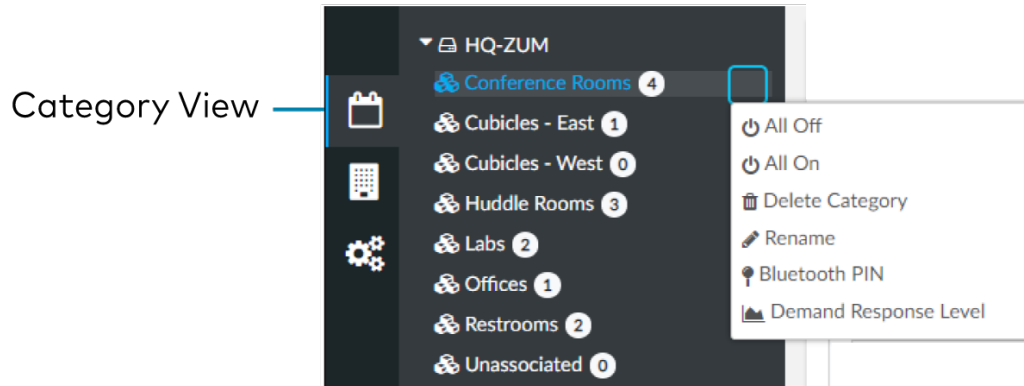 Category View
HQ-ZUM
Conference Rooms 4
Cubicles - East 1
Cubicles - West 0
Huddle Rooms 3
Labs 2
Offices 1
Restrooms 2
Unassociated 0
All Off
All On
Delete Category
Rename
Bluetooth PIN
Demand Response Level